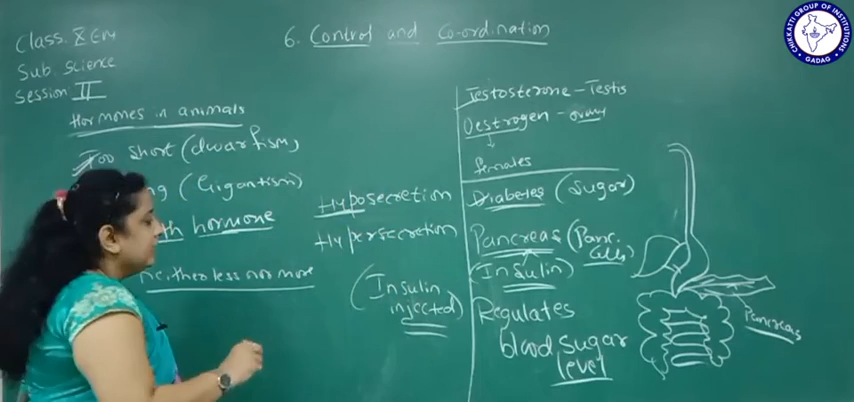 Class. X EM
Sub. Science
Session II
6. Control and Co-ordination
Hormones in animals
Too short (dwarfism)
(Gigantism)
hormone
neither less nor more
Hyposecretion
Hypersecretion
(Insulin
injected)
Testosterone - Testis
Oestrogen - ovary
females
Diabetes (Sugar)
Pancreas (Panc.
Cells)
(Insulin)
Regulates
blood sugar
level
Pancreas
CHIKKATTI GROUP OF INSTITUTIONS
GADAG